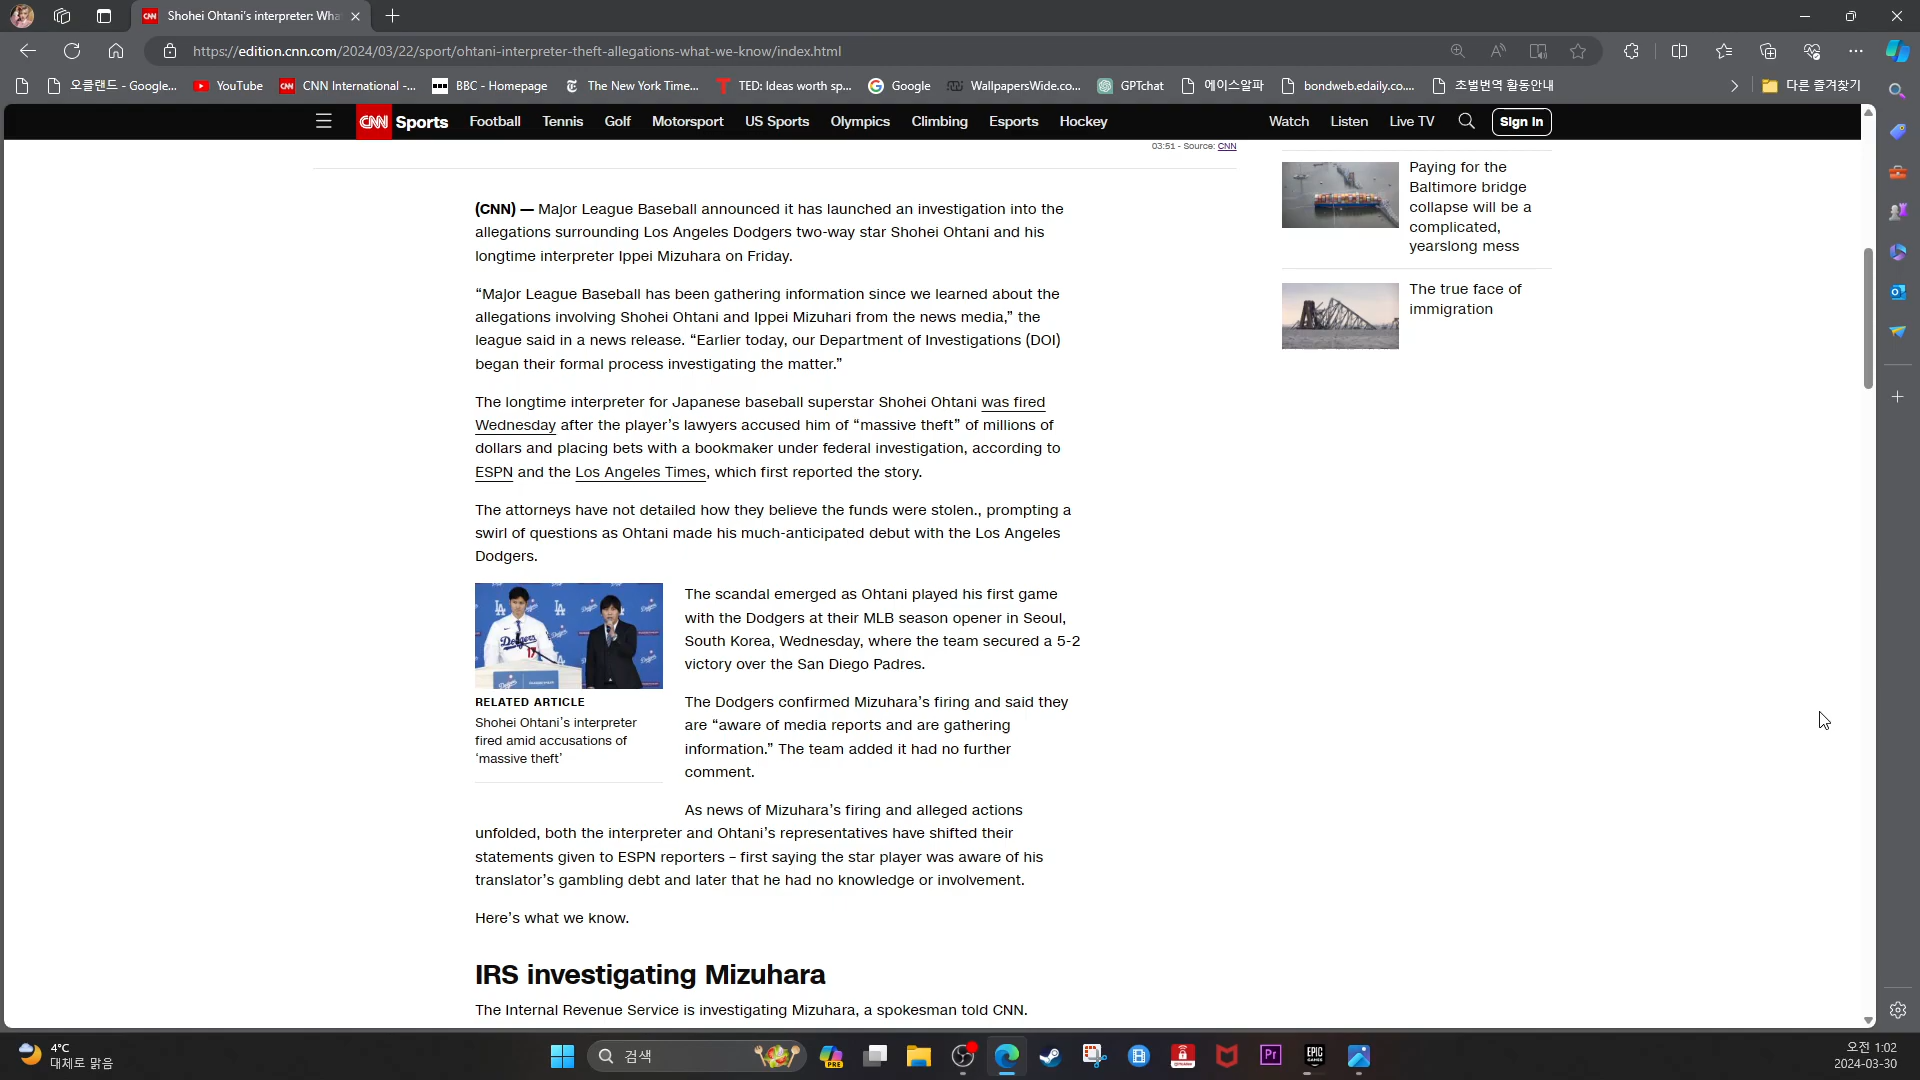 Shohei Ohtani's interpreter: Wha
https://edition.cnn.com/2024/03/22/sport/ohtani-interpreter-theft-allegations-what-we-know/index.html
오클랜드 - Google... YouTube CNN International -... BBC - Homepage The New York Time... TED: Ideas worth sp... Google WallpapersWide.co... GPTchat 에이스알파 bondweb.edaily.co.... 초벌번역 활동안내 다른 즐겨찾기
CNN Sports Football Tennis Golf Motorsport US Sports Olympics Climbing Esports Hockey Watch Listen Live TV Sign in
03:51 - Source: CNN
(CNN) — Major League Baseball announced it has launched an investigation into the
allegations surrounding Los Angeles Dodgers two-way star Shohei Ohtani and his
longtime interpreter Ippei Mizuhara on Friday.
“Major League Baseball has been gathering information since we learned about the
allegations involving Shohei Ohtani and Ippei Mizuhari from the news media,” the
league said in a news release. “Earlier today, our Department of Investigations (DOI)
began their formal process investigating the matter.”
The longtime interpreter for Japanese baseball superstar Shohei Ohtani was fired
Wednesday after the player’s lawyers accused him of “massive theft” of millions of
dollars and placing bets with a bookmaker under federal investigation, according to
ESPN and the Los Angeles Times, which first reported the story.
The attorneys have not detailed how they believe the funds were stolen., prompting a
swirl of questions as Ohtani made his much-anticipated debut with the Los Angeles
Dodgers.
Dodgers
17
RELATED ARTICLE
Shohei Ohtani’s interpreter
fired amid accusations of
‘massive theft’
The scandal emerged as Ohtani played his first game
with the Dodgers at their MLB season opener in Seoul,
South Korea, Wednesday, where the team secured a 5-2
victory over the San Diego Padres.
The Dodgers confirmed Mizuhara’s firing and said they
are “aware of media reports and are gathering
information.” The team added it had no further
comment.
As news of Mizuhara’s firing and alleged actions
unfolded, both the interpreter and Ohtani’s representatives have shifted their
statements given to ESPN reporters – first saying the star player was aware of his
translator’s gambling debt and later that he had no knowledge or involvement.
Here’s what we know.
IRS investigating Mizuhara
The Internal Revenue Service is investigating Mizuhara, a spokesman told CNN.
Paying for the
Baltimore bridge
collapse will be a
complicated,
yearslong mess
The true face of
immigration
4°C
대체로 맑음
검색
PRE
Pr
EPIC
GAMES
오전 1:02
2024-03-30